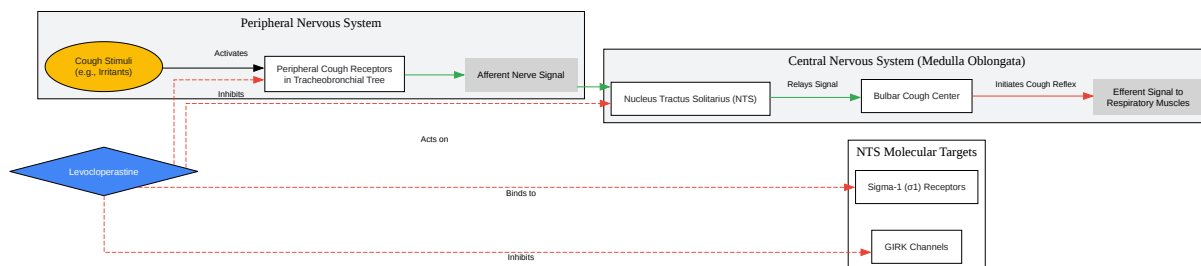 Peripheral Nervous System
Cough Stimuli
(e.g., Irritants)
Activates
Peripheral Cough Receptors
in Tracheobronchial Tree
Afferent Nerve Signal
Inhibits
Central Nervous System (Medulla Oblongata)
Nucleus Tractus Solitarius (NTS)
Relays Signal
Bulbar Cough Center
Initiates Cough Reflex
Efferent Signal to
Respiratory Muscles
Acts on
Levocloperastine
NTS Molecular Targets
Binds to
Sigma-1 (σ1) Receptors
Inhibits
GIRK Channels